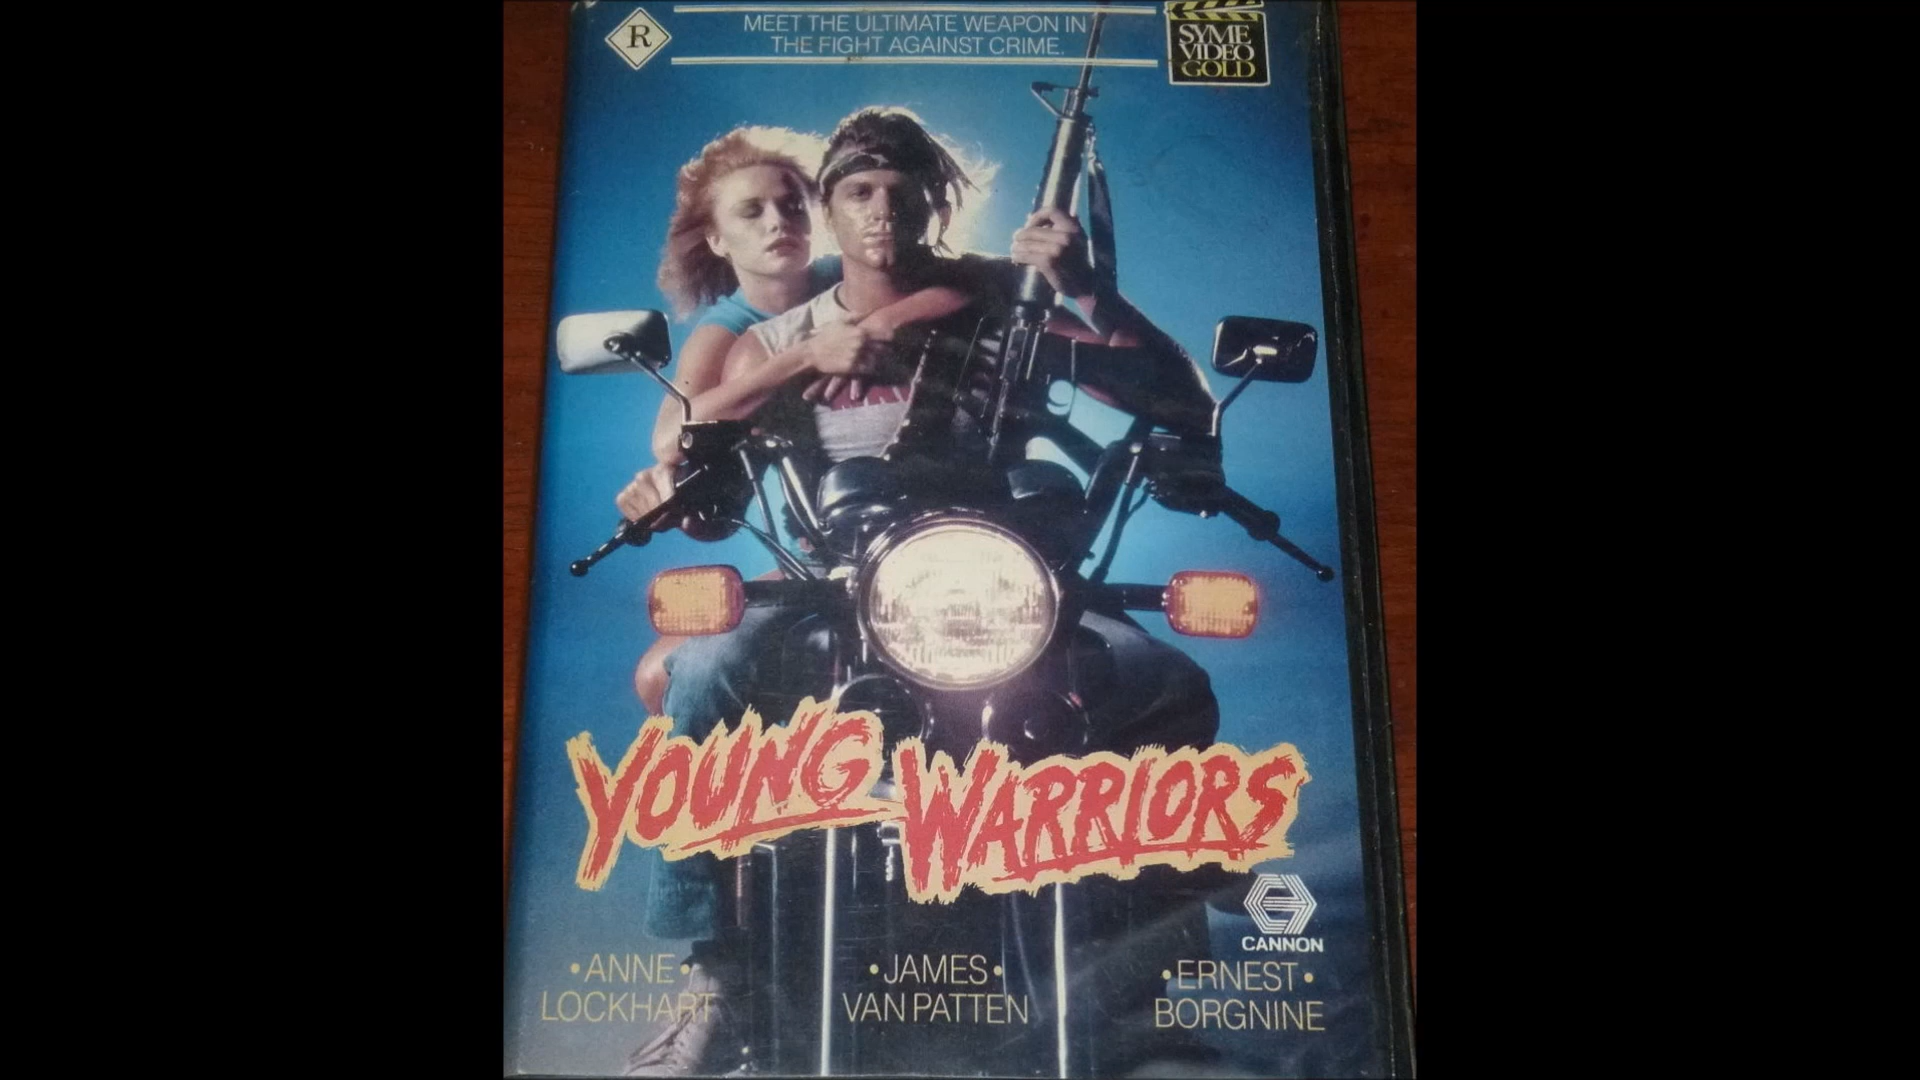 R
MEET THE ULTIMATE WEAPON IN
THE FIGHT AGAINST CRIME.
SYME
VIDEO
GOLD
YOUNG WARRIORS
CANNON
•ANNE•
LOCKHART
•JAMES•
VAN PATTEN
•ERNEST•
BORGNINE